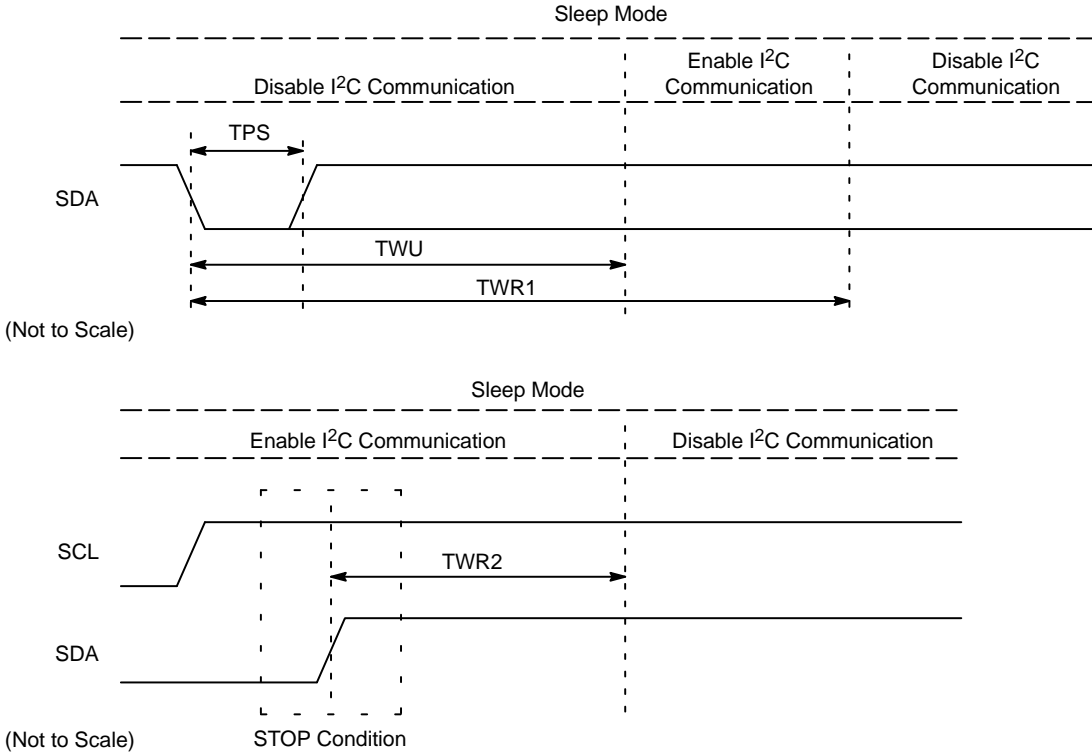 Sleep Mode
Enable I²C
Communication
Disable I²C
Communication
Disable I²C Communication
TPS
SDA
TWU
TWR1
(Not to Scale)
Sleep Mode
Enable I²C Communication
Disable I²C Communication
SCL
TWR2
SDA
(Not to Scale)
STOP Condition